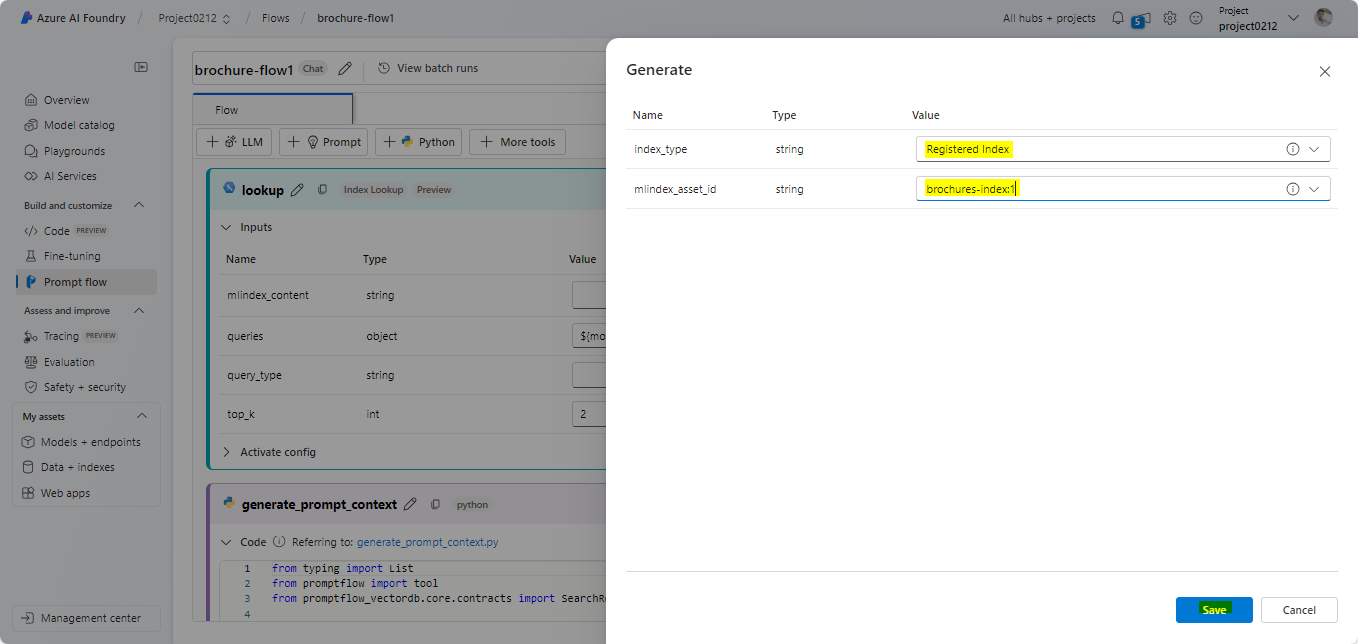 Azure AI Foundry / Project0212 / Flows / brochure-flow1
All hubs + projects
5
Project
project0212
Overview
Model catalog
Playgrounds
AI Services
Build and customize
Code PREVIEW
Fine-tuning
Prompt flow
Assess and improve
Tracing PREVIEW
Evaluation
Safety + security
My assets
Models + endpoints
Data + indexes
Web apps
Management center
brochure-flow1 Chat View batch runs
Flow
+ LLM + Prompt + Python + More tools
lookup Index Lookup Preview
Inputs
Name Type Value
mlindex_content string
queries object ${mo
query_type string
top_k int 2
Activate config
generate_prompt_context python
Code Referring to: generate_prompt_context.py
1 from typing import List
2 from promptflow import tool
3 from promptflow_vectordb.core.contracts import SearchRe
4
Generate
Name Type Value
index_type string Registered Index
mlindex_asset_id string brochures-index:1
Save Cancel